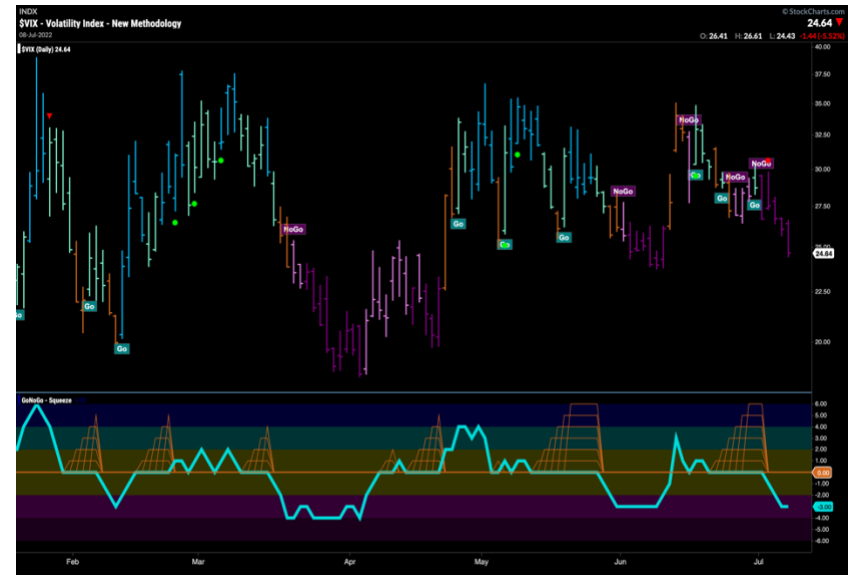 INDX
© StockCharts.com
$VIX - Volatility Index - New Methodology
24.64
08-Jul-2022
O: 26.41 H: 26.61 L: 24.43 -1.44 (-5.52%)
$VIX (Daily) 24.64
40.00
37.50
35.00
32.50
30.00
27.50
25.00
24.64
22.50
20.00
NoGo
NoGo
Go
NoGo
NoGo
Go
Go
Go
NoGo
Go
Go
Go
Go
Go
GoNoGo - Squeeze
6.00
5.00
4.00
3.00
2.00
1.00
0.00
-1.00
-2.00
-3.00
-4.00
-5.00
-6.00
Feb
Mar
Apr
May
Jun
Jul